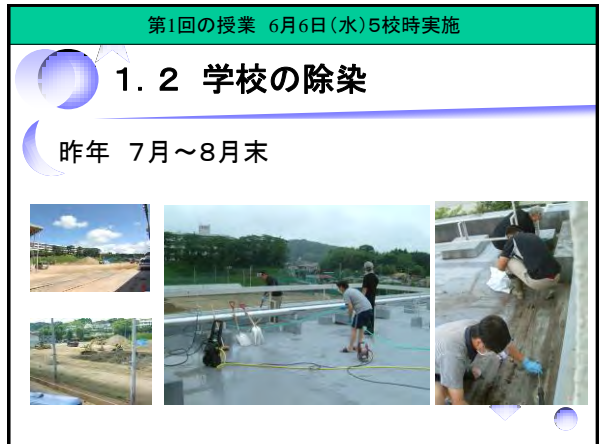 第1回の授業 6月6日（水）5校時実施
１．２ 学校の除染
昨年 7月～8月末